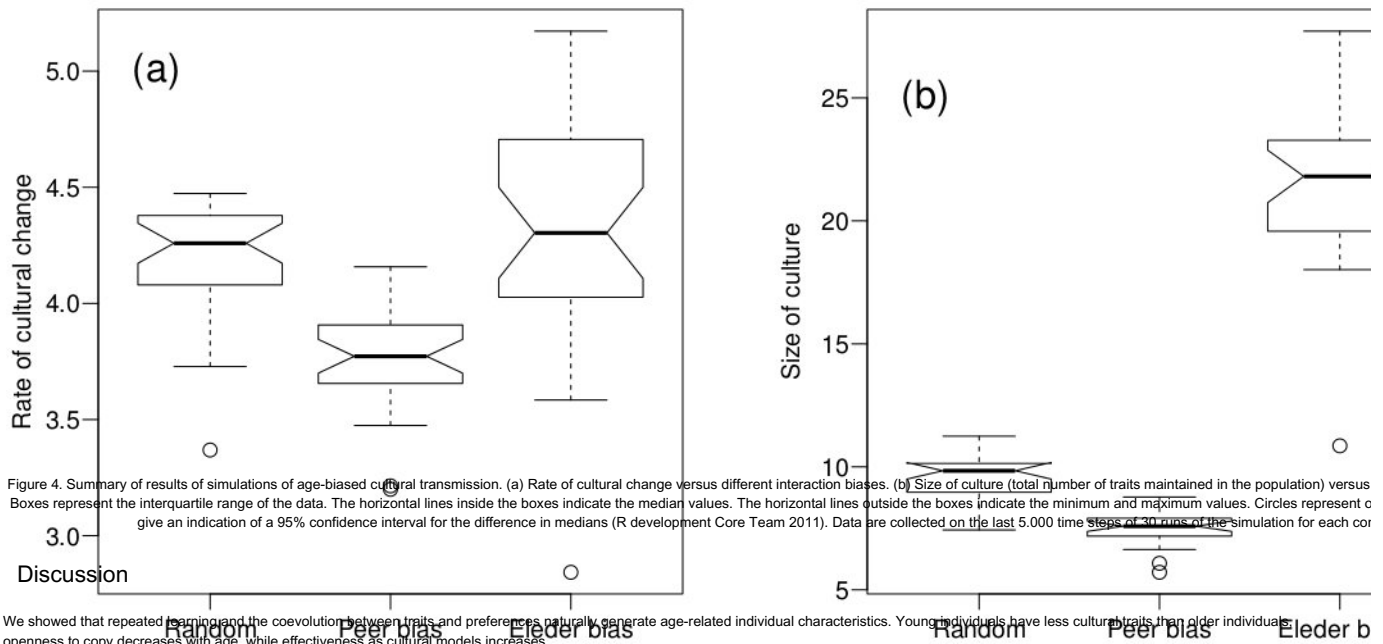 (a)
5.0
4.5
4.0
3.5
3.0
Rate of cultural change
Random Peer bias Eleder bias
(b)
25
20
15
10
5
Size of culture
Random Peer bias Eleder b
Figure 4. Summary of results of simulations of age-biased cultural transmission. (a) Rate of cultural change versus different interaction biases. (b) Size of culture (total number of traits maintained in the population) versus
Boxes represent the interquartile range of the data. The horizontal lines inside the boxes indicate the median values. The horizontal lines outside the boxes indicate the minimum and maximum values. Circles represent o
give an indication of a 95% confidence interval for the difference in medians (R development Core Team 2011). Data are collected on the last 5.000 time steps of 30 runs of the simulation for each con
Discussion
We showed that repeated learning and the coevolution between traits and preferences naturally generate age-related individual characteristics. Young individuals have less cultural traits than older individuals,
openness to copy decreases with age, while effectiveness as cultural models increases